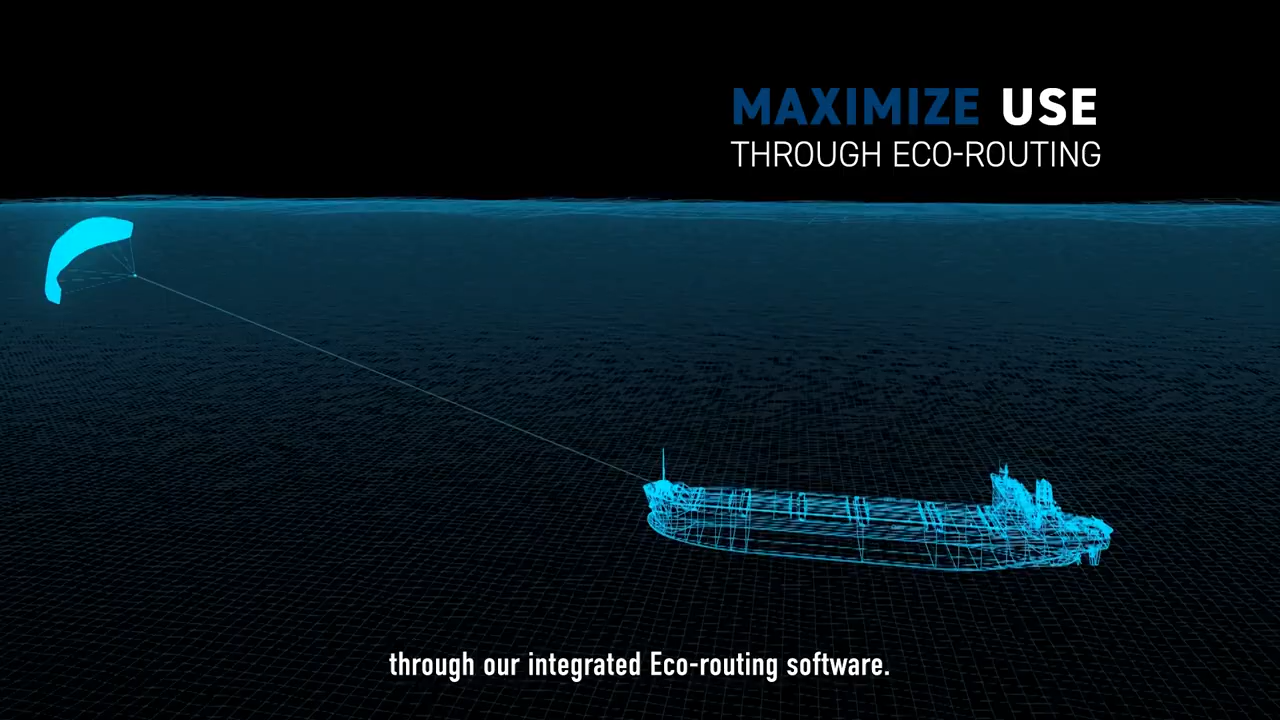 MAXIMIZE USE
THROUGH ECO-ROUTING
through our integrated Eco-routing software.